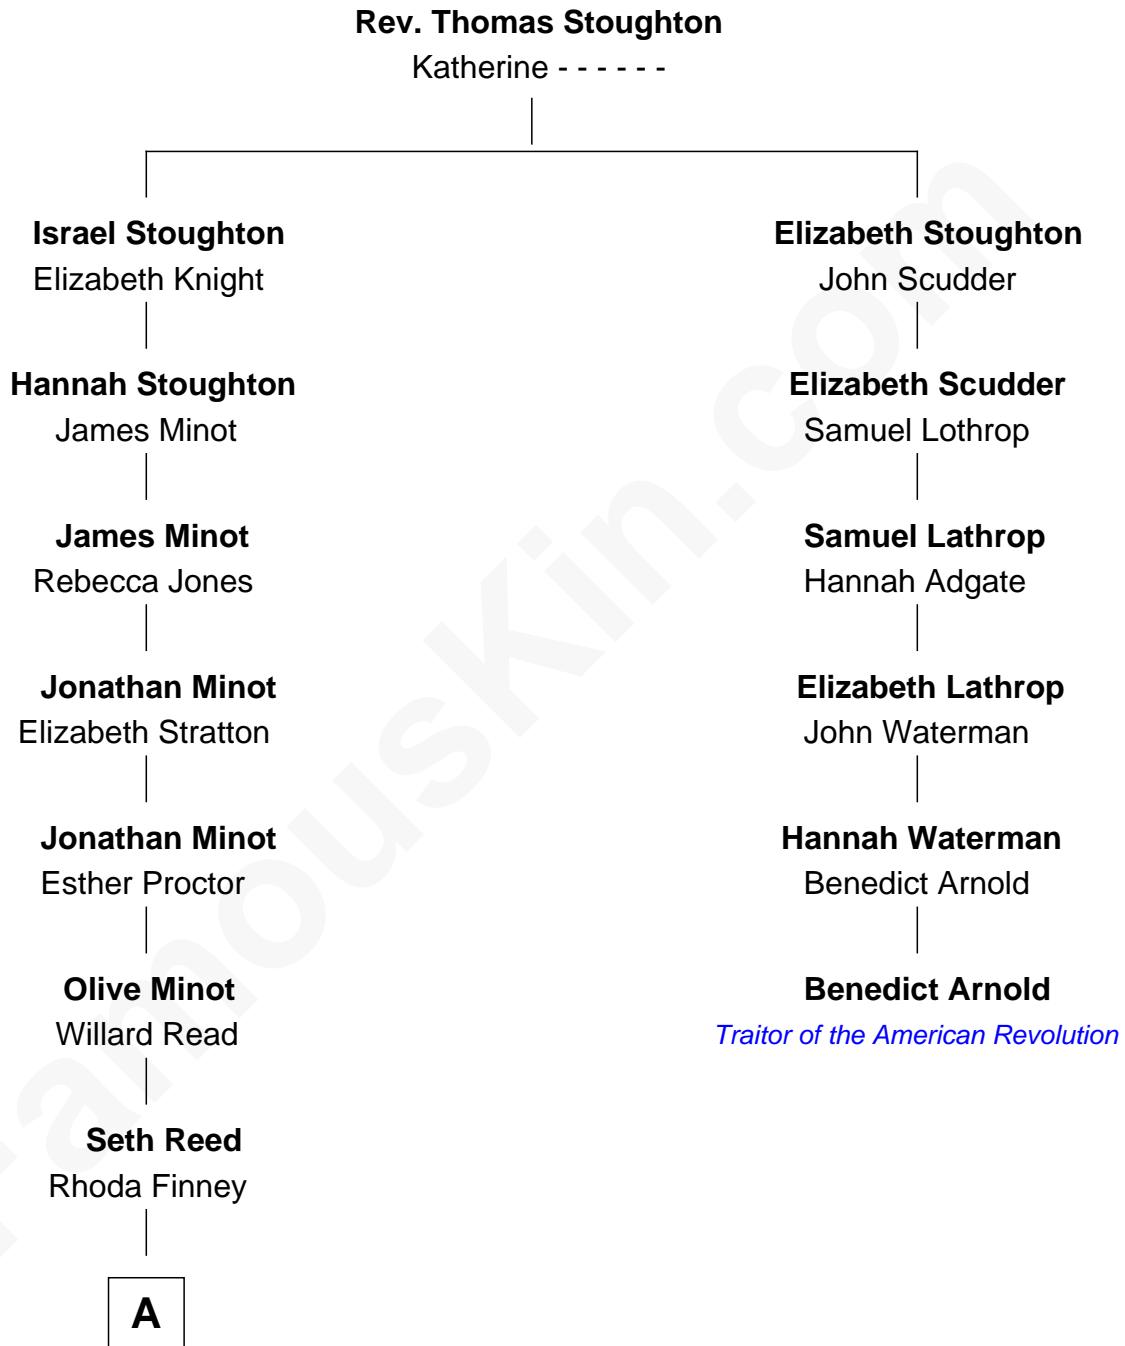 Rev. Thomas Stoughton
Katherine - - - - - -
Israel Stoughton
Elizabeth Knight
Elizabeth Stoughton
John Scudder
Hannah Stoughton
James Minot
Elizabeth Scudder
Samuel Lothrop
James Minot
Rebecca Jones
Samuel Lathrop
Hannah Adgate
Jonathan Minot
Elizabeth Stratton
Elizabeth Lathrop
John Waterman
Jonathan Minot
Esther Proctor
Hannah Waterman
Benedict Arnold
Olive Minot
Willard Read
Benedict Arnold
Traitor of the American Revolution
Seth Reed
Rhoda Finney
A
FamousKin.com